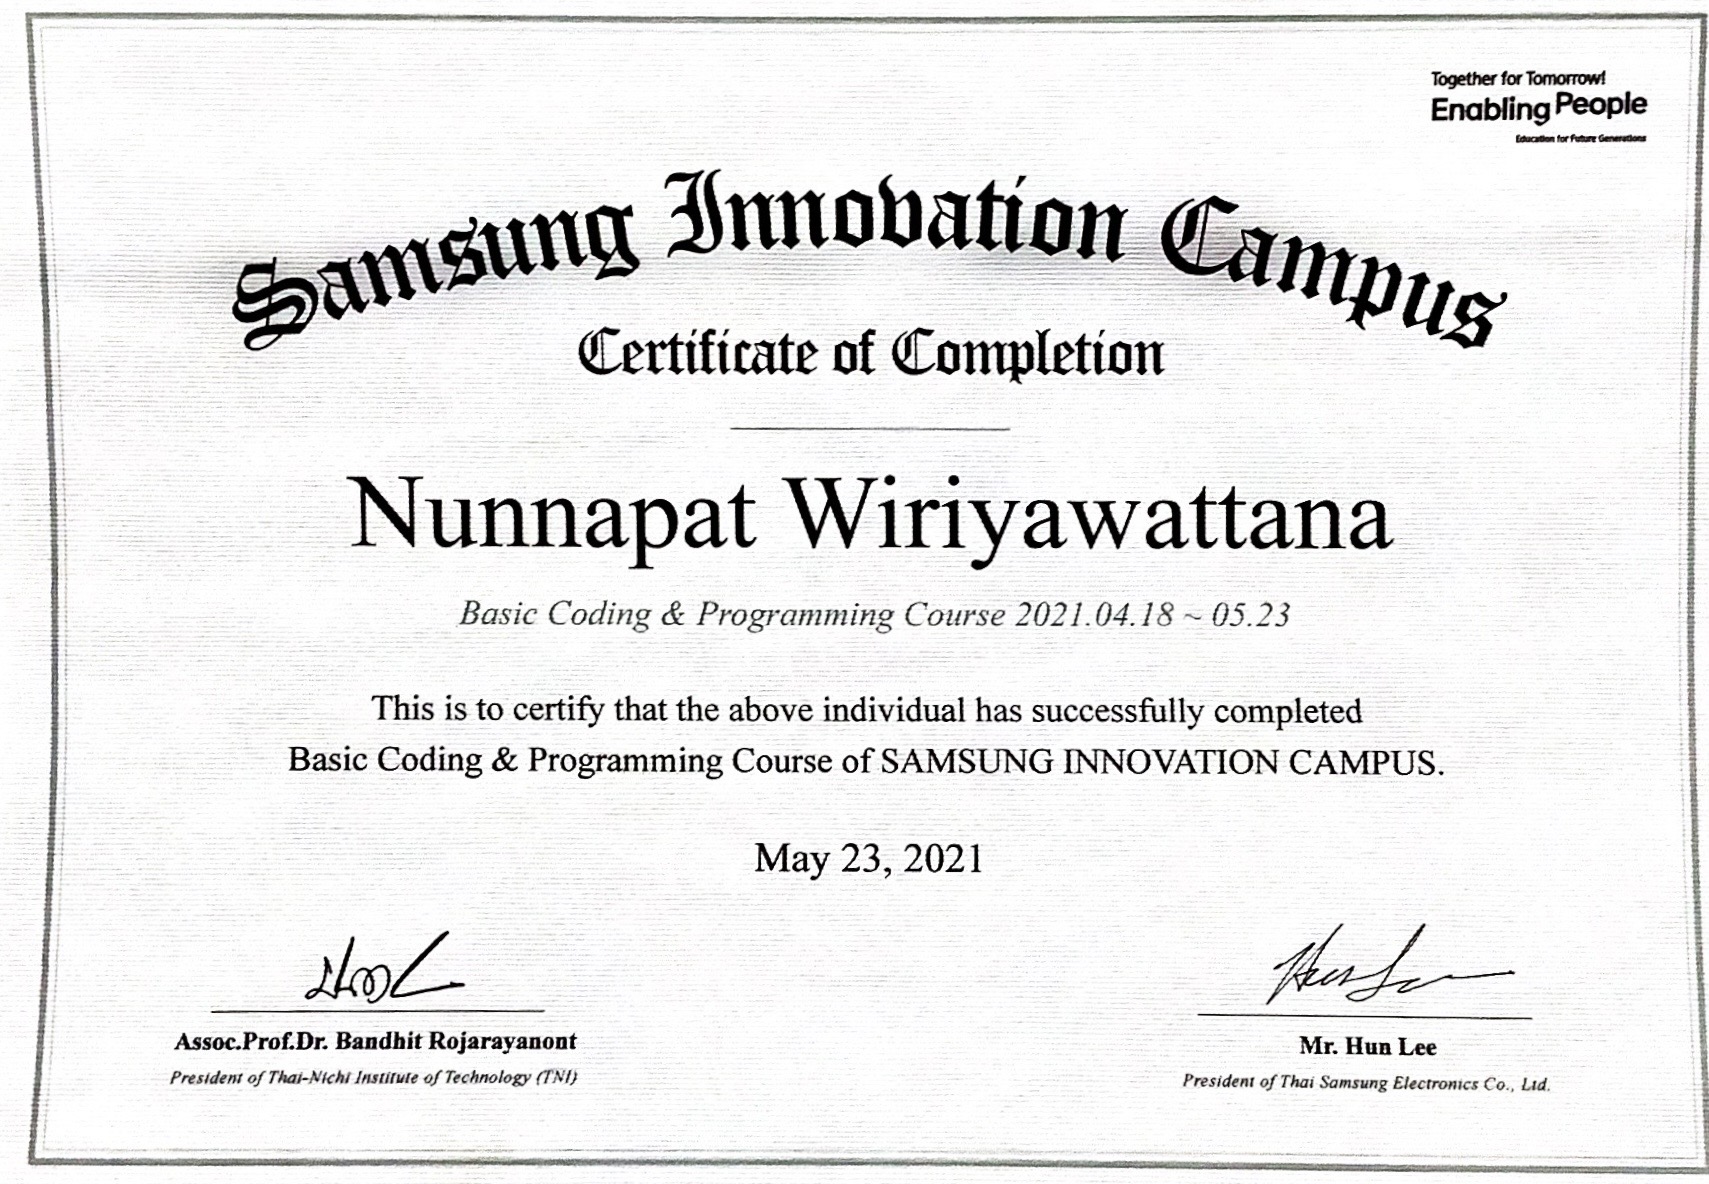 Together for Tomorrow!
Enabling People
Education for Future Generations
Samsung Innovation Campus
Certificate of Completion
Nunnapat Wiriyawattana
Basic Coding & Programming Course 2021.04.18 ~ 05.23
This is to certify that the above individual has successfully completed
Basic Coding & Programming Course of SAMSUNG INNOVATION CAMPUS.
May 23, 2021
Assoc.Prof.Dr. Bandhit Rojarayanont
President of Thai-Nichi Institute of Technology (TNI)
Mr. Hun Lee
President of Thai Samsung Electronics Co., Ltd.